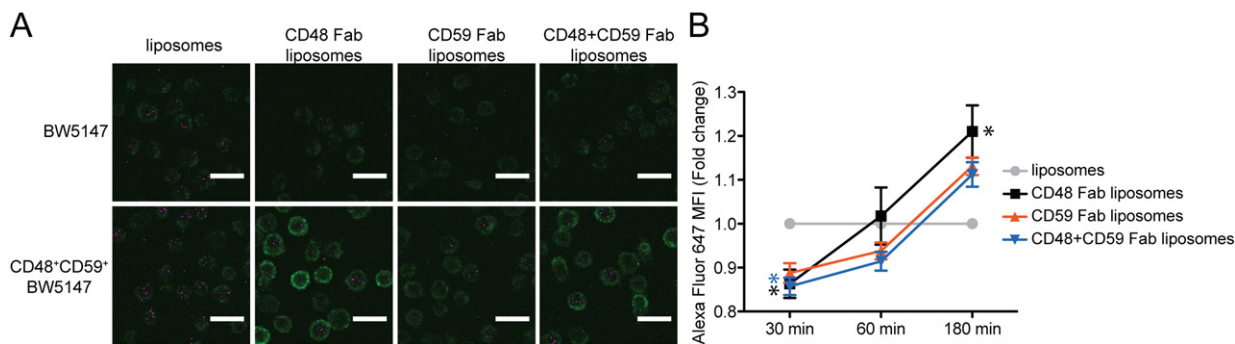 A
liposomes
CD48 Fab
liposomes
CD59 Fab
liposomes
CD48+CD59 Fab
liposomes
BW5147
CD48⁺CD59⁺
BW5147
B
Alexa Fluor 647 MFI (Fold change)
1.3
1.2
1.1
1.0
0.9
0.8
*
*
*
30 min
60 min
180 min
liposomes
CD48 Fab liposomes
CD59 Fab liposomes
CD48+CD59 Fab liposomes